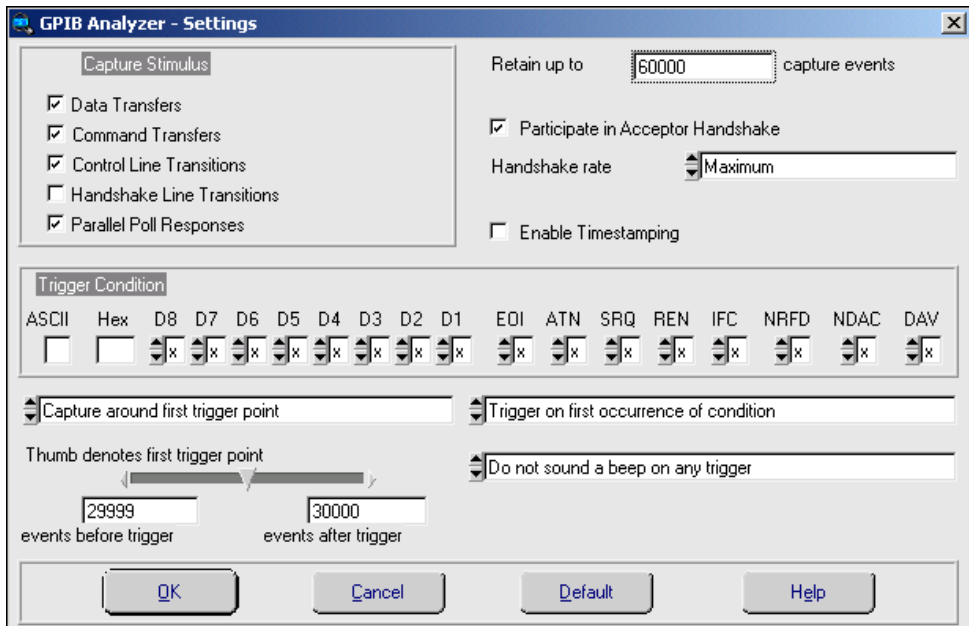 GPIB Analyzer - Settings
Capture Stimulus
Data Transfers
Command Transfers
Control Line Transitions
Handshake Line Transitions
Parallel Poll Responses
Retain up to 60000 capture events
Participate in Acceptor Handshake
Handshake rate Maximum
Enable Timestamping
Trigger Condition
ASCII Hex D8 D7 D6 D5 D4 D3 D2 D1 EOI ATN SRQ REN IFC NRFD NDAC DAV
x x x x x x x x x x x x x x x x
Capture around first trigger point
Trigger on first occurrence of condition
Thumb denotes first trigger point
Do not sound a beep on any trigger
29999 30000
events before trigger events after trigger
OK Cancel Default Help